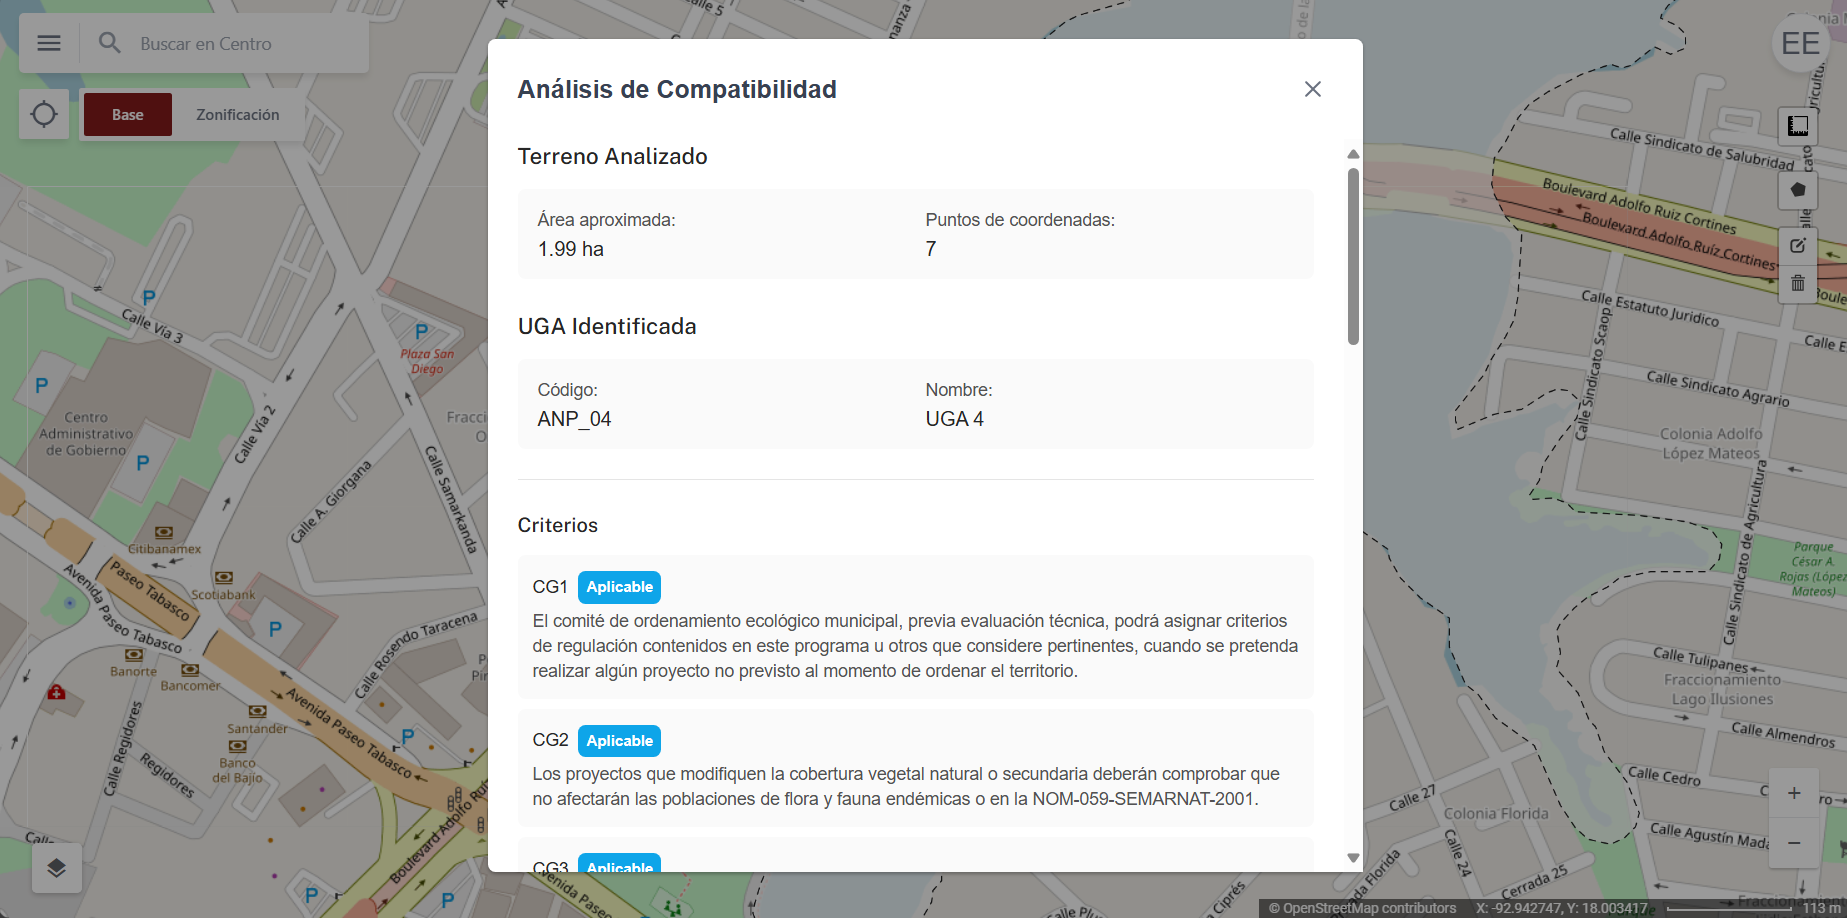 Buscar en Centro
EE
Base
Zonificación
Análisis de Compatibilidad
Terreno Analizado
Área aproximada:
1.99 ha
Puntos de coordenadas:
7
UGA Identificada
Código:
ANP_04
Nombre:
UGA 4
Criterios
CG1
Aplicable
El comité de ordenamiento ecológico municipal, previa evaluación técnica, podrá asignar criterios
de regulación contenidos en este programa u otros que considere pertinentes, cuando se pretenda
realizar algún proyecto no previsto al momento de ordenar el territorio.
CG2
Aplicable
Los proyectos que modifiquen la cobertura vegetal natural o secundaria deberán comprobar que
no afectarán las poblaciones de flora y fauna endémicas o en la NOM-059-SEMARNAT-2001.
CG3
Aplicable
Calle Vía 3
P
P
Plaza San
Diego
P
Centro
Administrativo
de Gobierno
P
Calle Vía 2
Calle A. Giorgana
Calle Samarkanda
Citibanamex
Scotiabank
Paseo Tabasco
Avenida Paseo Tabasco
P
Calle Rosendo Taracena
Banorte
Bancomer
Santander
Banco
del Bajío
Avenida Paseo Tabasco
P
Calle Regidores
Regidores
P
P
Calle Sindicato de Salubridad
Boulevard Adolfo Ruiz Cortines
Boulevard Adolfo Ruíz Cortines
Calle Estatuto Juridico
Calle Sindicato Scaop
Calle Sindicato Agrario
Colonia Adolfo
López Mateos
Calle Sindicato de Agricultura
Parque
César A.
Rojas (López
Mateos)
Calle Tulipanes
Fraccionamiento
Lago Ilusiones
Calle Almendros
Calle Cedro
Calle 27
Colonia Florida
Calle 24
Cerrada 25
© OpenStreetMap contributors
X: -92.942747, Y: 18.003417
113 m